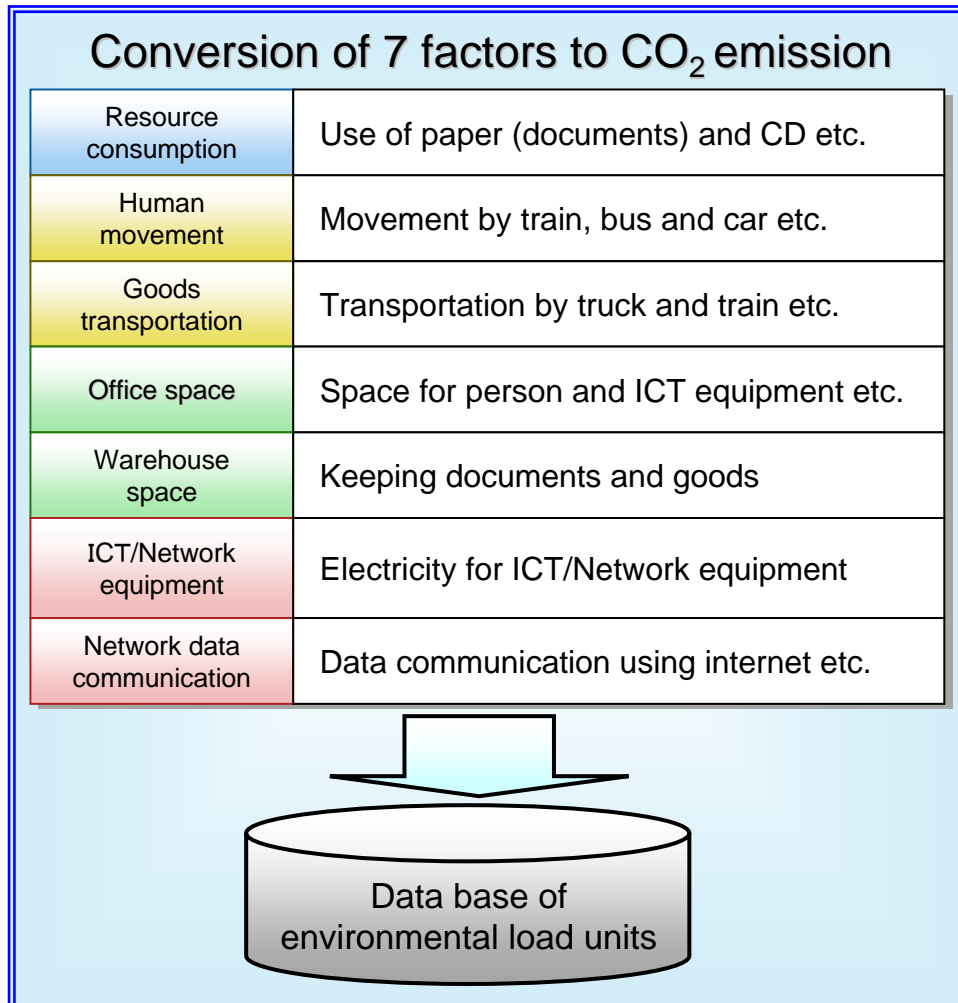 Conversion of 7 factors to CO₂ emission
Resource
consumption
Use of paper (documents) and CD etc.
Human
movement
Movement by train, bus and car etc.
Goods
transportation
Transportation by truck and train etc.
Office space
Space for person and ICT equipment etc.
Warehouse
space
Keeping documents and goods
ICT/Network
equipment
Electricity for ICT/Network equipment
Network data
communication
Data communication using internet etc.
Data base of
environmental load units